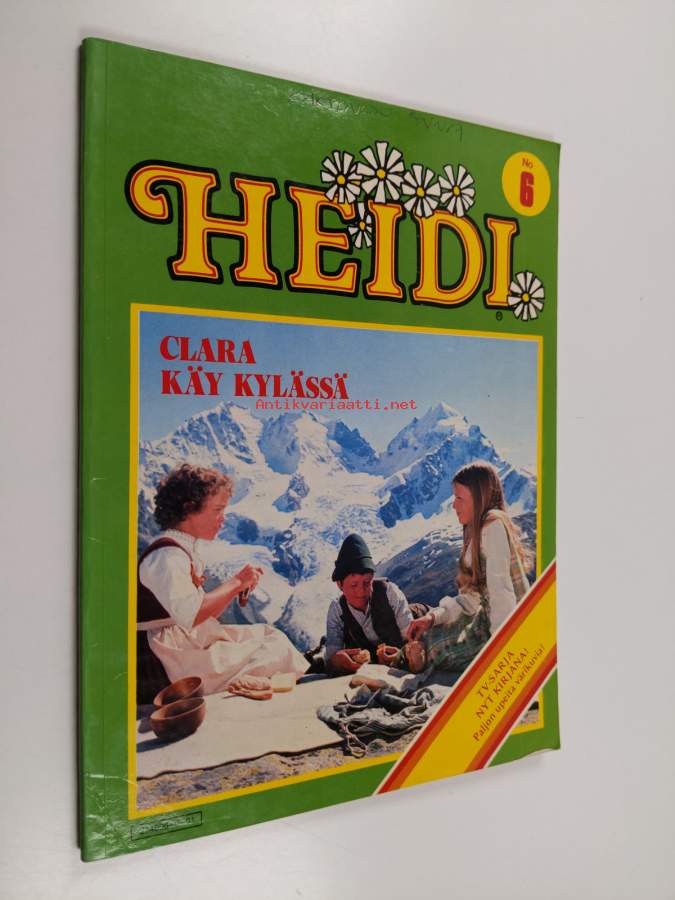 No
6
HEIDI
®
CLARA
KÄY KYLÄSSÄ
Antikvariaatti.net
TV-SARJA
NYT KIRJANA!
Paljon upeita värikuvia!